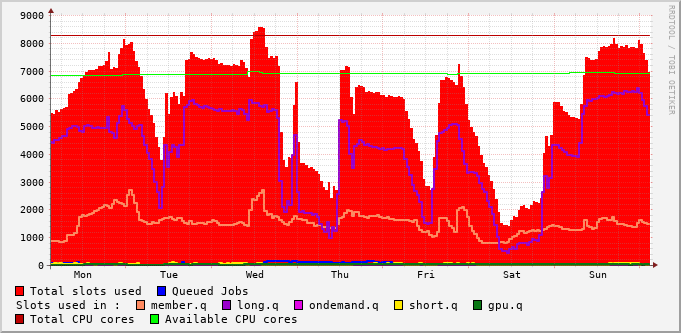 9000
8000
7000
6000
5000
4000
3000
2000
1000
0
Mon Tue Wed Thu Fri Sat Sun
RRDTOOL / TOBI OETIKER
Total slots used Queued Jobs
Slots used in : member.q long.q ondemand.q short.q gpu.q
Total CPU cores Available CPU cores